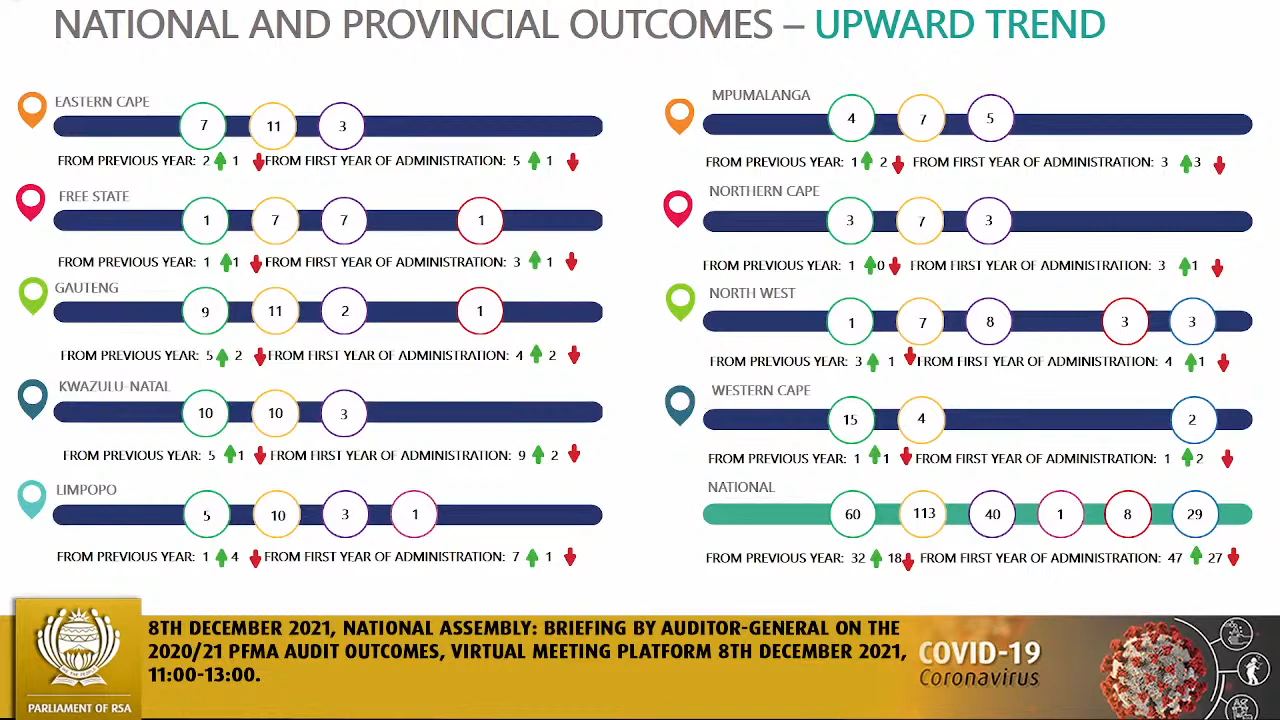 NATIONAL AND PROVINCIAL OUTCOMES – UPWARD TREND
EASTERN CAPE
7 11 3
FROM PREVIOUS YEAR: 2 1 FROM FIRST YEAR OF ADMINISTRATION: 5 1
FREE STATE
1 7 7 1
FROM PREVIOUS YEAR: 1 1 FROM FIRST YEAR OF ADMINISTRATION: 3 1
GAUTENG
9 11 2 1
FROM PREVIOUS YEAR: 5 2 FROM FIRST YEAR OF ADMINISTRATION: 4 2
KWAZULU-NATAL
10 10 3
FROM PREVIOUS YEAR: 5 1 FROM FIRST YEAR OF ADMINISTRATION: 9 2
LIMPOPO
5 10 3 1
FROM PREVIOUS YEAR: 1 4 FROM FIRST YEAR OF ADMINISTRATION: 7 1
MPUMALANGA
4 7 5
FROM PREVIOUS YEAR: 1 2 FROM FIRST YEAR OF ADMINISTRATION: 3 3
NORTHERN CAPE
3 7 3
FROM PREVIOUS YEAR: 1 0 FROM FIRST YEAR OF ADMINISTRATION: 3 1
NORTH WEST
1 7 8 3 3
FROM PREVIOUS YEAR: 3 1 FROM FIRST YEAR OF ADMINISTRATION: 4 1
WESTERN CAPE
15 4 2
FROM PREVIOUS YEAR: 1 1 FROM FIRST YEAR OF ADMINISTRATION: 1 2
NATIONAL
60 113 40 1 8 29
FROM PREVIOUS YEAR: 32 18 FROM FIRST YEAR OF ADMINISTRATION: 47 27
8TH DECEMBER 2021, NATIONAL ASSEMBLY: BRIEFING BY AUDITOR-GENERAL ON THE
2020/21 PFMA AUDIT OUTCOMES, VIRTUAL MEETING PLATFORM 8TH DECEMBER 2021,
11:00-13:00.
PARLIAMENT OF RSA
COVID-19
Coronavirus